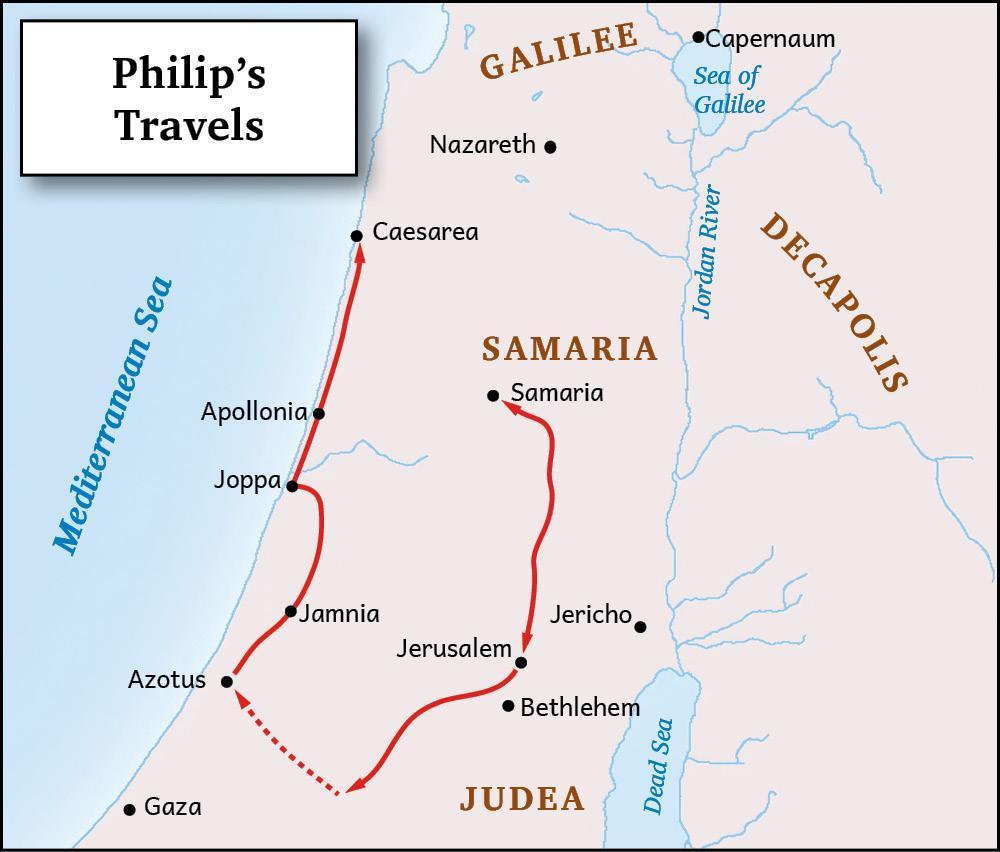 Philip's
Travels
GALILEE
Capernaum
Sea of
Galilee
Nazareth
Caesarea
Jordan River
DECAPOLIS
Mediterranean Sea
SAMARIA
Samaria
Apollonia
Joppa
Jamnia
Jericho
Jerusalem
Azotus
Bethlehem
Dead Sea
JUDEA
Gaza